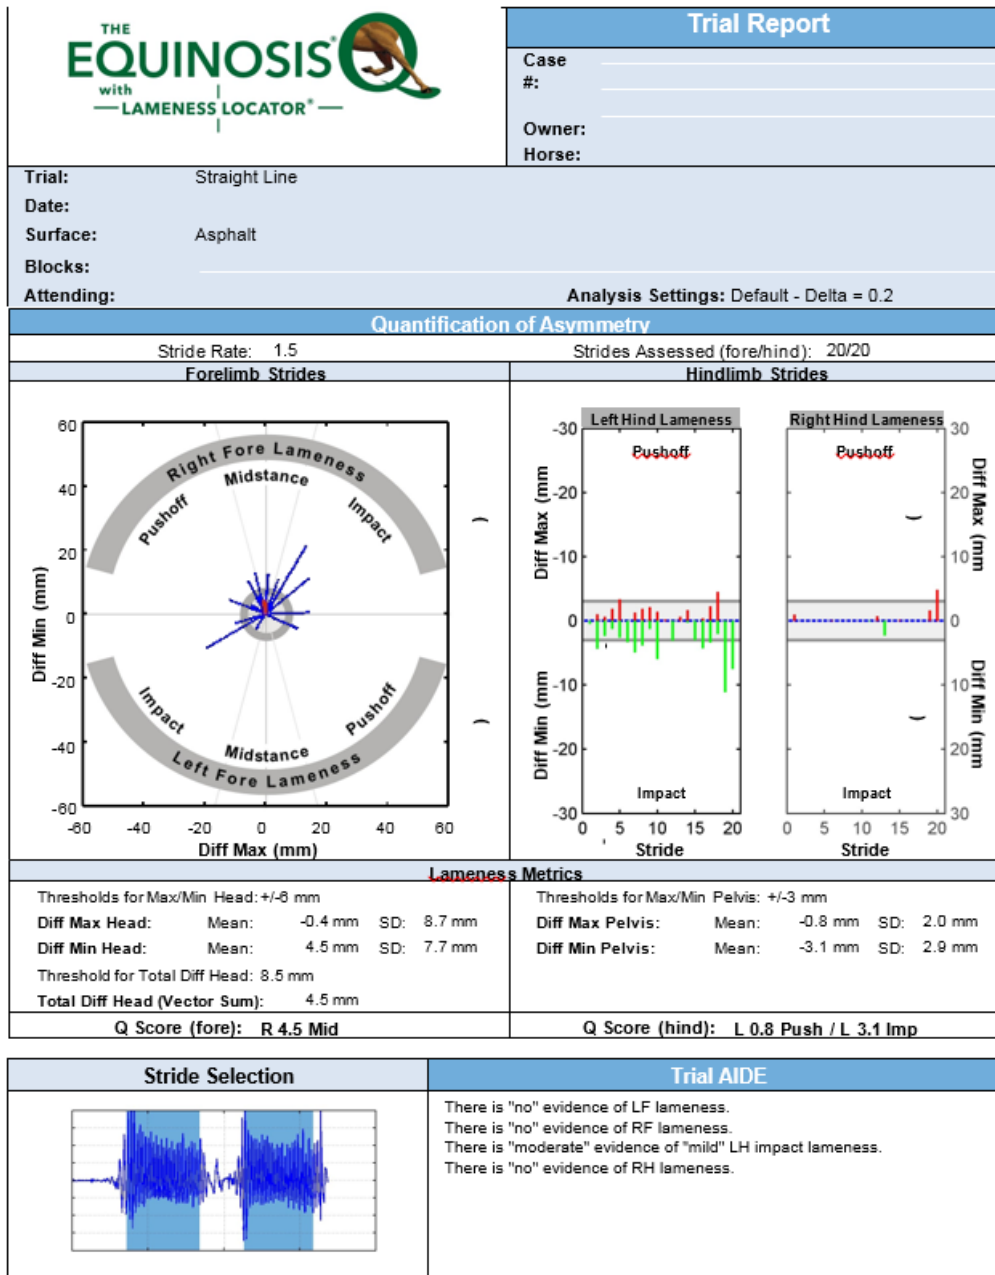 THE
EQUINOSIS®
with
LAMENESS LOCATOR®
Trial Report
Case
#:
Owner:
Horse:
Trial: Straight Line
Date:
Surface: Asphalt
Blocks:
Attending: Analysis Settings: Default - Delta = 0.2
Quantification of Asymmetry
Stride Rate: 1.5 Strides Assessed (fore/hind): 20/20
Forelimb Strides Hindlimb Strides
60
40
20
0
-20
-40
-60
Diff Min (mm)
Right Fore Lameness
Pushoff Midstance Impact
Impact Midstance Pushoff
Left Fore Lameness
-60 -40 -20 0 20 40 60
Diff Max (mm)
(
(
Left Hind Lameness
Pushoff
-30
-20
-10
0
-10
-20
-30
Diff Max (mm
Diff Min (mm
Impact
0 5 10 15 20
Stride
Right Hind Lameness
Pushoff
30
20
10
0
10
20
30
Diff Max (mm
Diff Min (mm
)
)
Impact
0 5 10 15 20
Stride
Lameness Metrics
Thresholds for Max/Min Head: +/-6 mm
Diff Max Head: Mean: -0.4 mm SD: 8.7 mm
Diff Min Head: Mean: 4.5 mm SD: 7.7 mm
Threshold for Total Diff Head: 8.5 mm
Total Diff Head (Vector Sum): 4.5 mm
Thresholds for Max/Min Pelvis: +/-3 mm
Diff Max Pelvis: Mean: -0.8 mm SD: 2.0 mm
Diff Min Pelvis: Mean: -3.1 mm SD: 2.9 mm
Q Score (fore): R 4.5 Mid
Q Score (hind): L 0.8 Push / L 3.1 Imp
Stride Selection
Trial AIDE
There is "no" evidence of LF lameness.
There is "no" evidence of RF lameness.
There is "moderate" evidence of "mild" LH impact lameness.
There is "no" evidence of RH lameness.